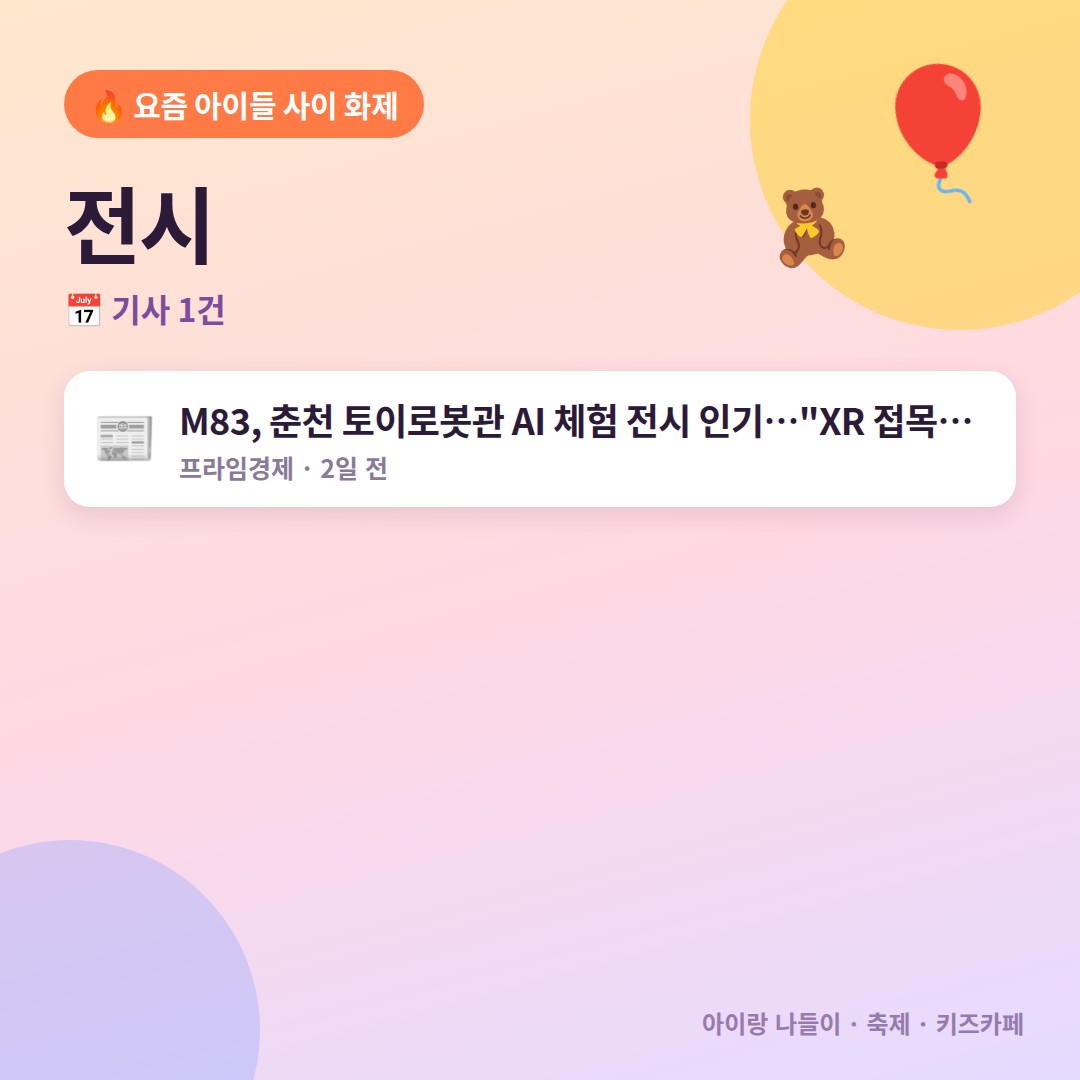 🔥 요즘 아이들 사이 화제
전시
📅 기사 1건
M83, 춘천 토이로봇관 AI 체험 전시 인기…"XR 접목…
프라임경제 · 2일 전
아이랑 나들이 · 축제 · 키즈카페